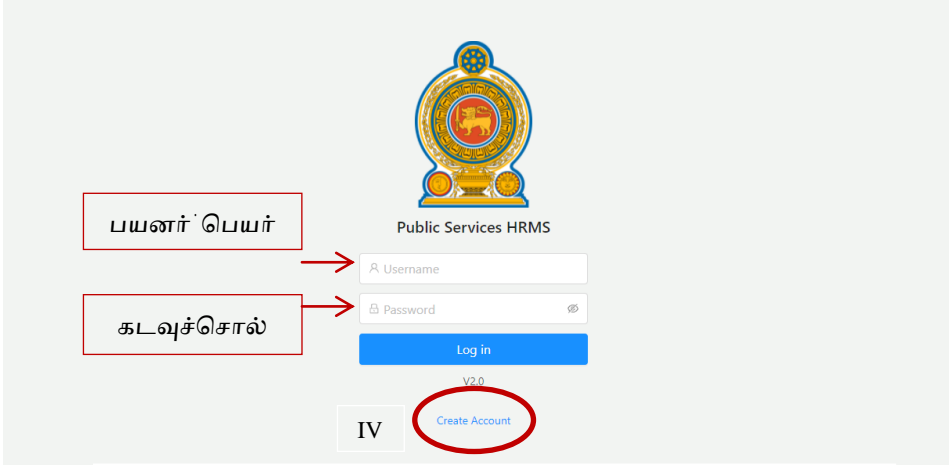 பயனர் பெயர்
Public Services HRMS
Username
கடவுச்சொல்
Password
Log in
V2.0
IV
Create Account